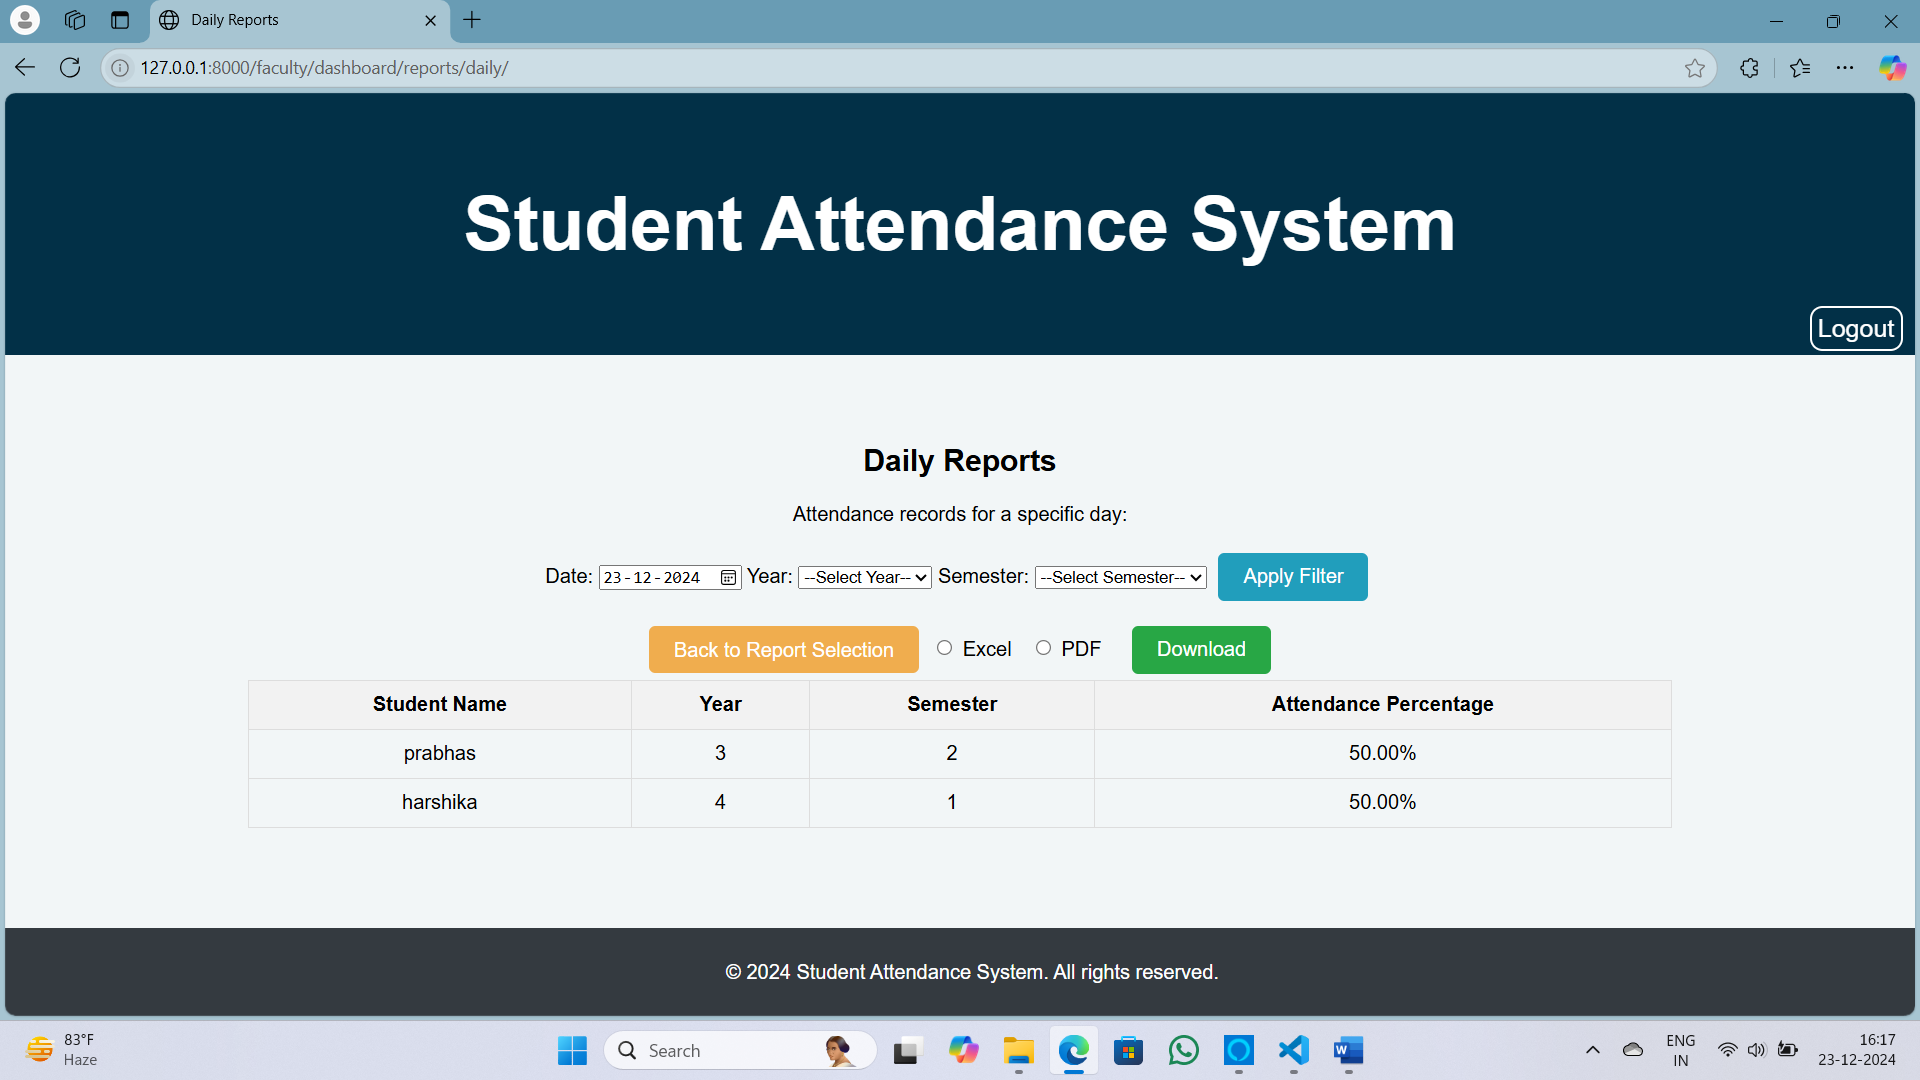 Daily Reports
127.0.0.1:8000/faculty/dashboard/reports/daily/
Student Attendance System
Logout
Daily Reports
Attendance records for a specific day:
Date: 23-12-2024 Year: --Select Year-- Semester: --Select Semester-- Apply Filter
Back to Report Selection Excel PDF Download
Student Name Year Semester Attendance Percentage
prabhas 3 2 50.00%
harshika 4 1 50.00%
© 2024 Student Attendance System. All rights reserved.
83°F
Haze
Search
W
ENG
IN
16:17
23-12-2024